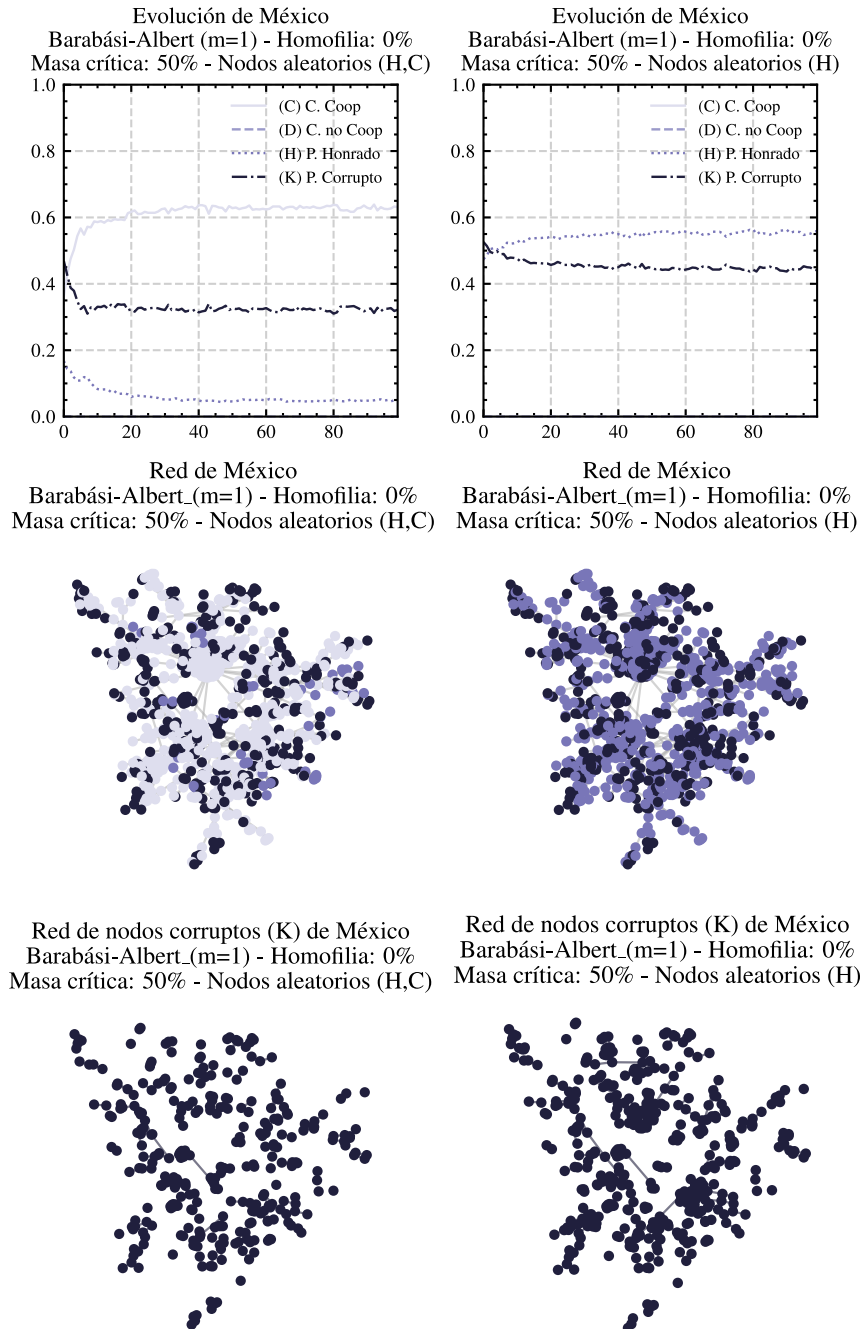 Evolución de México
Barabási-Albert (m=1) - Homofilia: 0%
Masa crítica: 50% - Nodos aleatorios (H,C)
1.0
0.8
0.6
0.4
0.2
0.0
0
20
40
60
80
(C) C. Coop
(D) C. no Coop
(H) P. Honrado
(K) P. Corrupto
Evolución de México
Barabási-Albert (m=1) - Homofilia: 0%
Masa crítica: 50% - Nodos aleatorios (H)
1.0
0.8
0.6
0.4
0.2
0.0
0
20
40
60
80
(C) C. Coop
(D) C. no Coop
(H) P. Honrado
(K) P. Corrupto
Red de México
Barabási-Albert_(m=1) - Homofilia: 0%
Masa crítica: 50% - Nodos aleatorios (H,C)
Red de México
Barabási-Albert_(m=1) - Homofilia: 0%
Masa crítica: 50% - Nodos aleatorios (H)
Red de nodos corruptos (K) de México
Barabási-Albert_(m=1) - Homofilia: 0%
Masa crítica: 50% - Nodos aleatorios (H,C)
Red de nodos corruptos (K) de México
Barabási-Albert_(m=1) - Homofilia: 0%
Masa crítica: 50% - Nodos aleatorios (H)